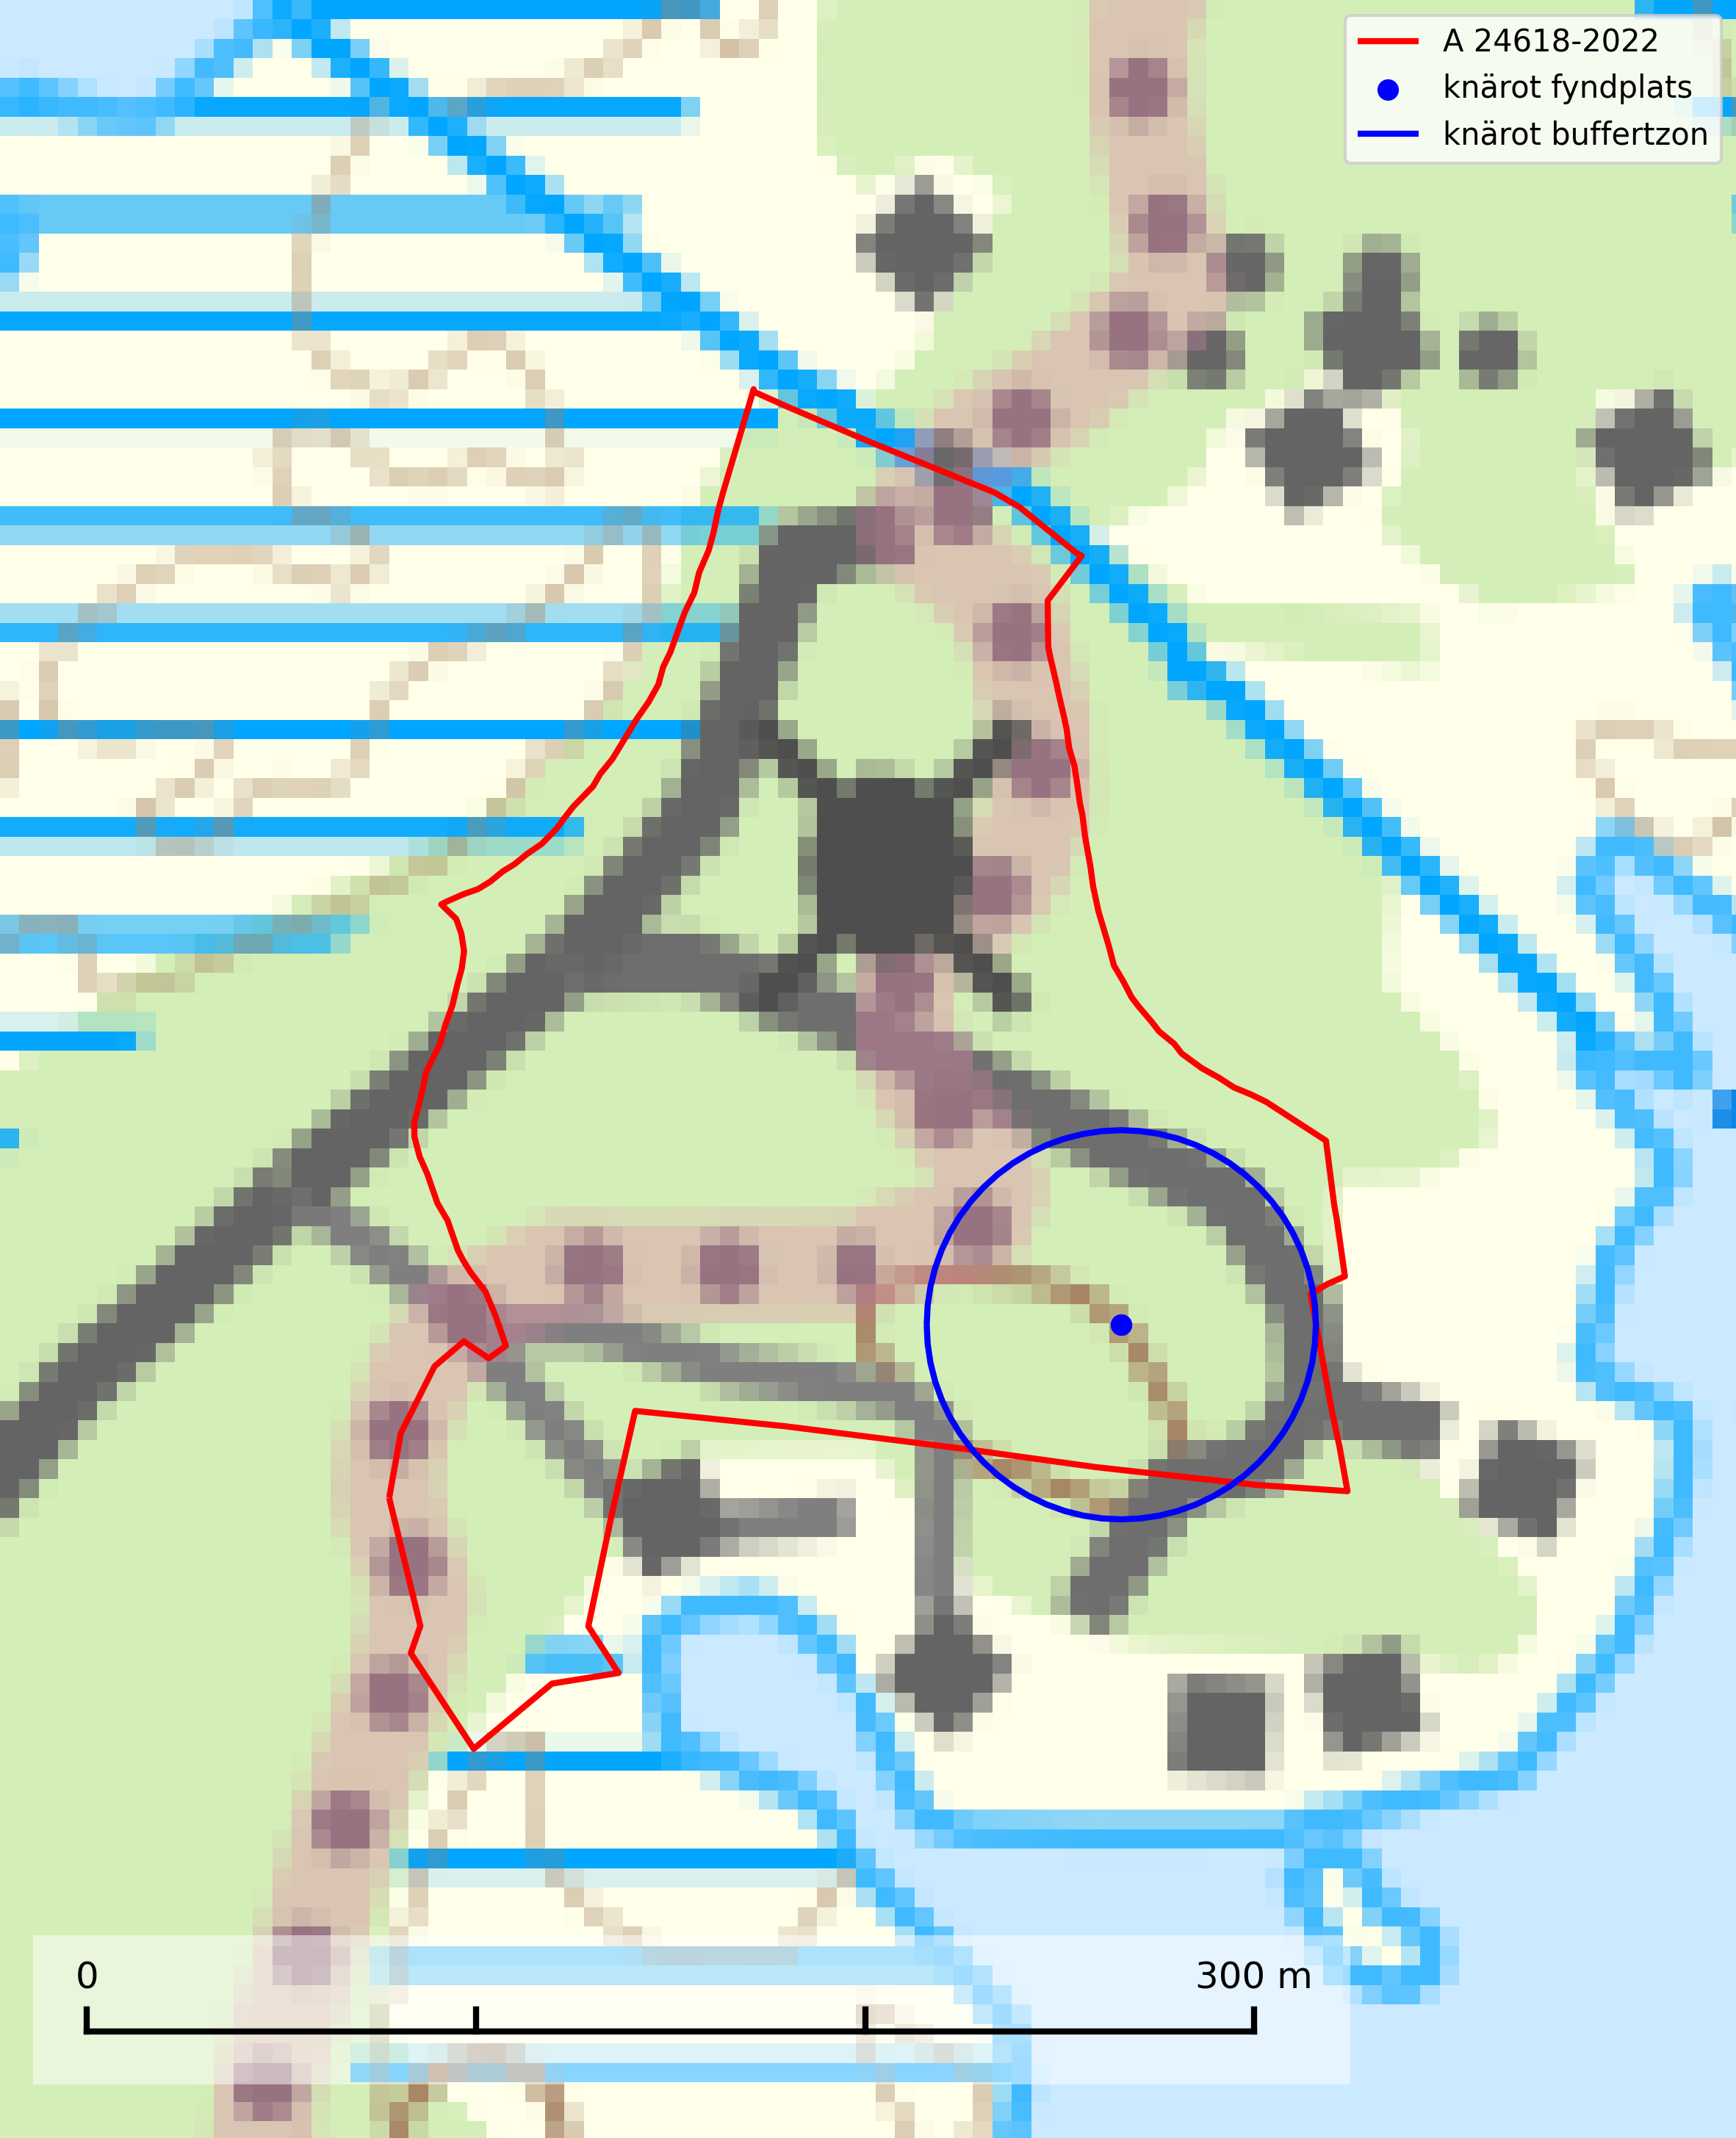 A 24618-2022
knärot fyndplats
knärot buffertzon
0
300 m